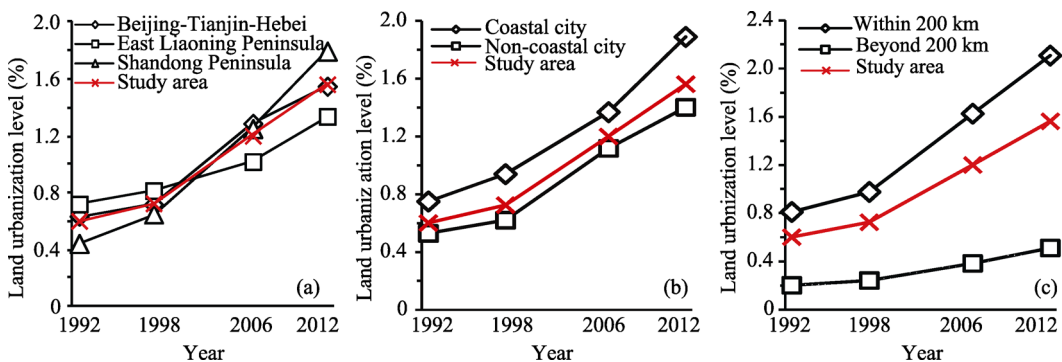 Land urbanization level (%)
2.0
1.6
1.2
0.8
0.4
0
Beijing-Tianjin-Hebei
East Liaoning Peninsula
Shandong Peninsula
Study area
(a)
1992
1998
2006
2012
Year
Land urbaniz ation level (%)
2.0
1.6
1.2
0.8
0.4
0
Coastal city
Non-coastal city
Study area
(b)
1992
1998
2006
2012
Year
Land urbnization level (%)
2.4
2.0
1.6
1.2
0.8
0.4
0
Within 200 km
Beyond 200 km
Study area
(c)
1992
1998
2006
2012
Year